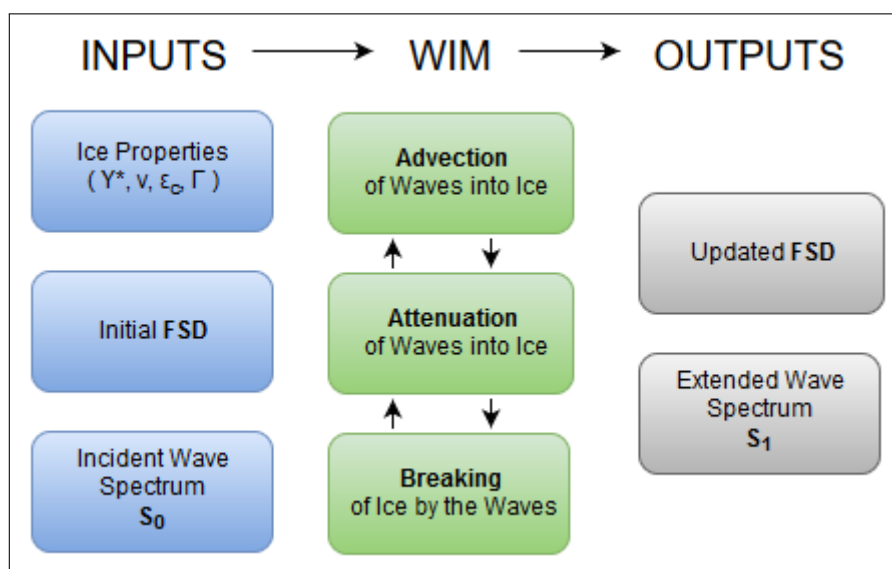 INPUTS
WIM
OUTPUTS
Ice Properties
( Y*, ν, εc, Γ )
Initial FSD
Incident Wave
Spectrum
S0
Advection
of Waves into Ice
Attenuation
of Waves into Ice
Breaking
of Ice by the Waves
Updated FSD
Extended Wave
Spectrum
S1